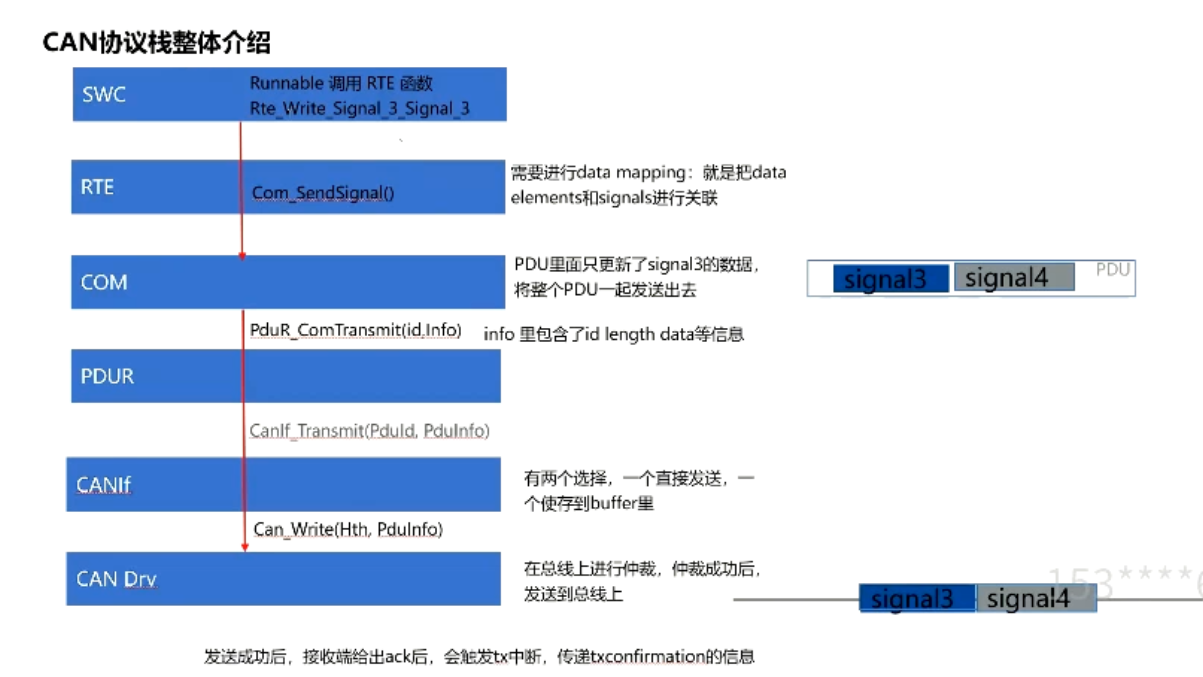 CAN协议栈整体介绍
SWC
Runnable 调用 RTE 函数
Rte_Write_Signal_3_Signal_3
RTE
Com_SendSignal()
需要进行data mapping：就是把data
elements和signals进行关联
COM
PDU里面只更新了signal3的数据，
将整个PDU一起发送出去
signal3
signal4
PDU
PduR_ComTransmit(id,Info)
info 里包含了id length data等信息
PDUR
CanIf_Transmit(PduId, PduInfo)
CANIf
有两个选择，一个直接发送，一
个使存到buffer里
Can_Write(Hth, PduInfo)
CAN Drv
在总线上进行仲裁，仲裁成功后，
发送到总线上
153****
signal3
signal4
发送成功后，接收端给出ack后，会触发tx中断，传递txconfirmation的信息